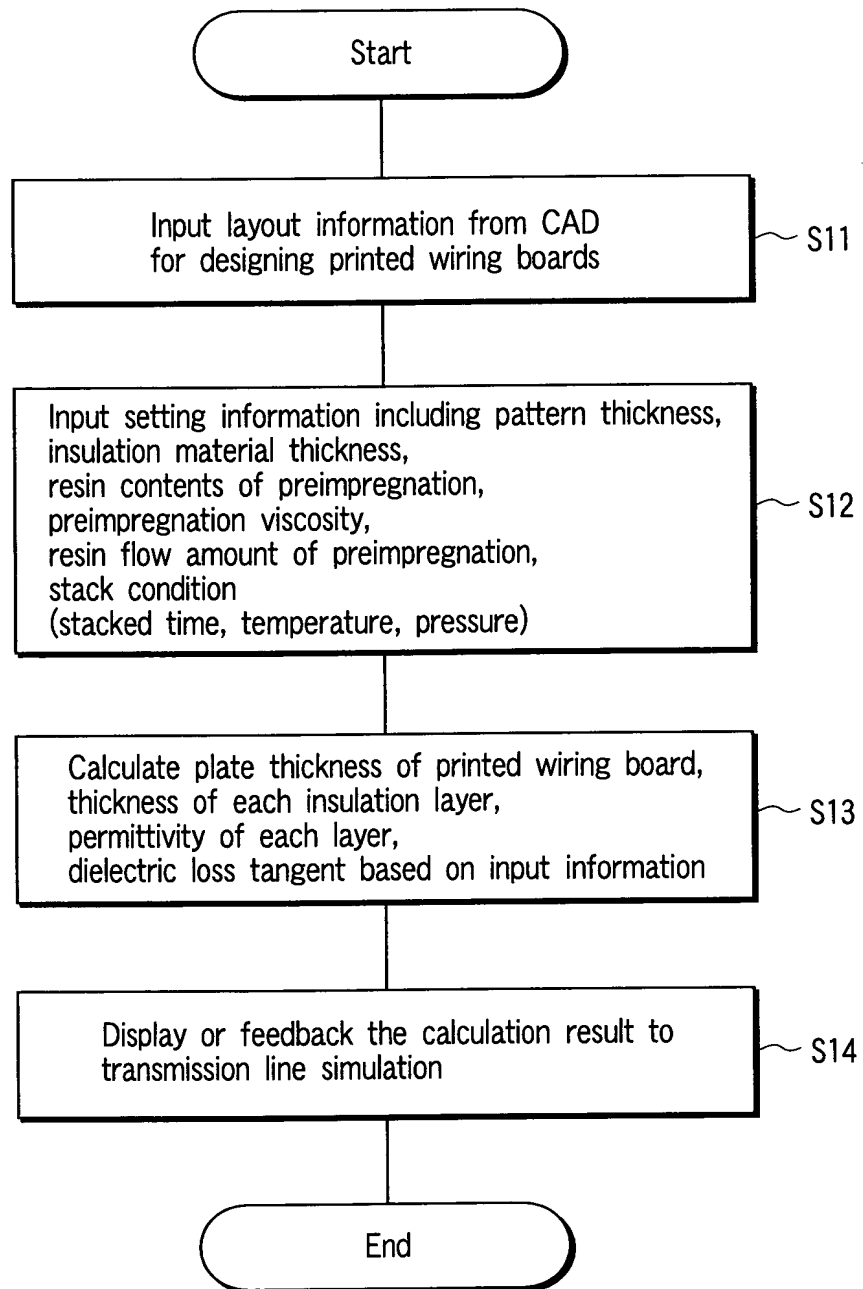 Start
Input layout information from CAD
for designing printed wiring boards
S11
Input setting information including pattern thickness,
insulation material thickness,
resin contents of preimpregnation,
preimpregnation viscosity,
resin flow amount of preimpregnation,
stack condition
(stacked time, temperature, pressure)
S12
Calculate plate thickness of printed wiring board,
thickness of each insulation layer,
permittivity of each layer,
dielectric loss tangent based on input information
S13
Display or feedback the calculation result to
transmission line simulation
S14
End